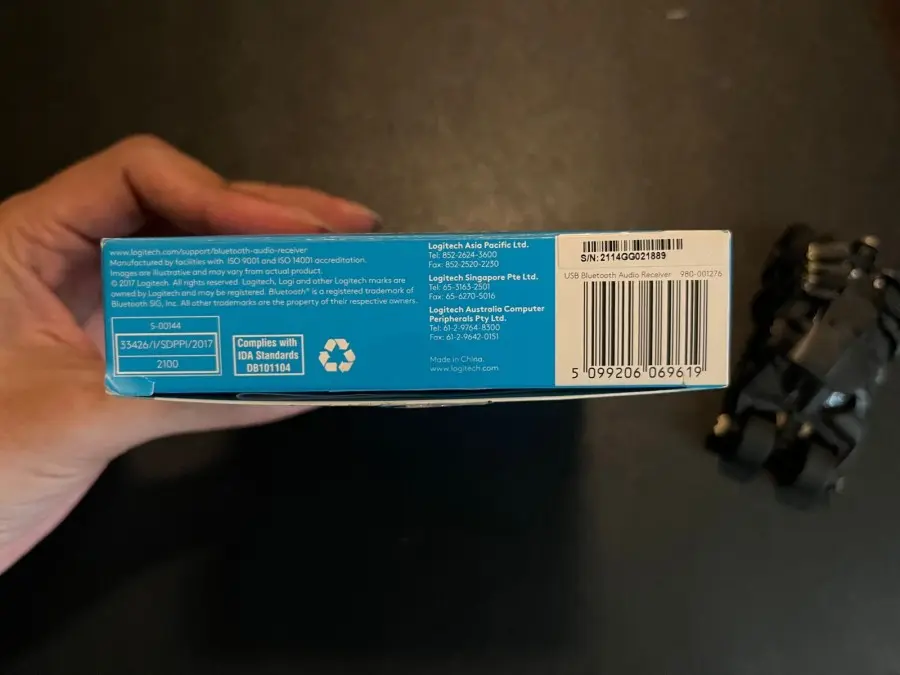 www.logitech.com/support/bluetooth-audio-receiver
Manufactured by facilities with ISO 9001 and ISO 14001 accreditation.
Images are illustrative and may vary from actual product.
© 2017 Logitech. All rights reserved. Logitech, Logi and other Logitech marks are
owned by Logitech and may be registered. Bluetooth® is a registered trademark of
Bluetooth SIG, Inc. All other trademarks are the property of their respective owners.
S-00144
33426/I/SDPPI/2017
2100
Complies with
IDA Standards
DB101104
Logitech Asia Pacific Ltd.
Tel: 852-2624-3600
Fax: 852-2520-2230
Logitech Singapore Pte Ltd.
Tel: 65-3163-2501
Fax: 65-6270-5016
Logitech Australia Computer
Peripherals Pty Ltd.
Tel: 61-2-9764-8300
Fax: 61-2-9642-0151
Made in China.
www.logitech.com
S/N: 2114GG021889
USB Bluetooth Audio Receiver 980-001276
5 099206 069619